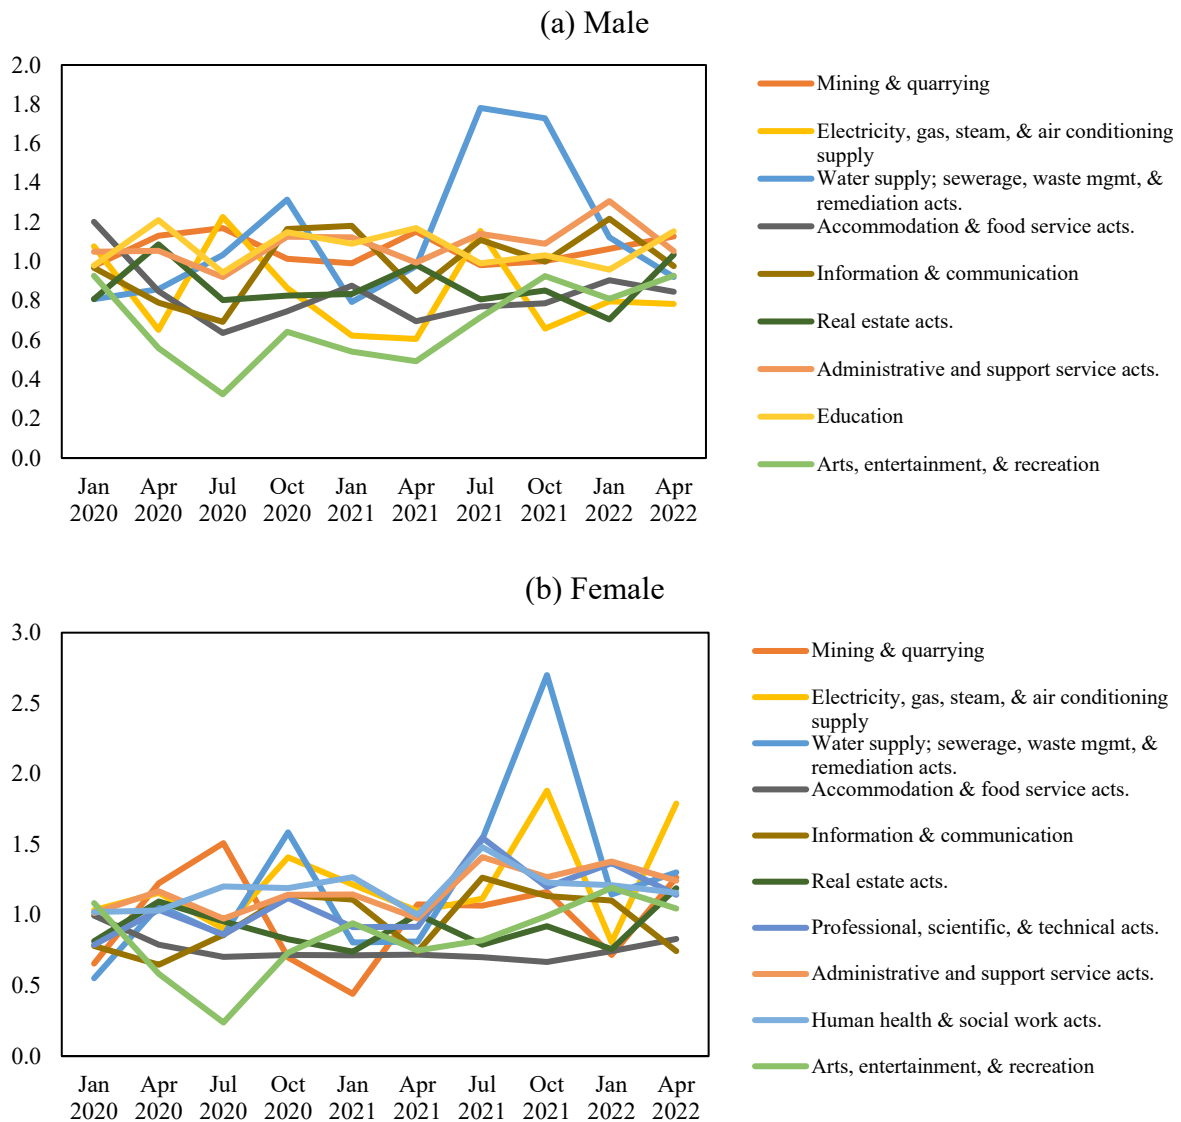 (a) Male
2.0
1.8
1.6
1.4
1.2
1.0
0.8
0.6
0.4
0.2
0.0
Jan Apr Jul Oct Jan Apr Jul Oct Jan Apr
2020 2020 2020 2020 2021 2021 2021 2021 2022 2022
Mining & quarrying
Electricity, gas, steam, & air conditioning
supply
Water supply; sewerage, waste mgmt, &
remediation acts.
Accommodation & food service acts.
Information & communication
Real estate acts.
Administrative and support service acts.
Education
Arts, entertainment, & recreation
(b) Female
3.0
2.5
2.0
1.5
1.0
0.5
0.0
Jan Apr Jul Oct Jan Apr Jul Oct Jan Apr
2020 2020 2020 2020 2021 2021 2021 2021 2022 2022
Mining & quarrying
Electricity, gas, steam, & air conditioning
supply
Water supply; sewerage, waste mgmt, &
remediation acts.
Accommodation & food service acts.
Information & communication
Real estate acts.
Professional, scientific, & technical acts.
Administrative and support service acts.
Human health & social work acts.
Arts, entertainment, & recreation